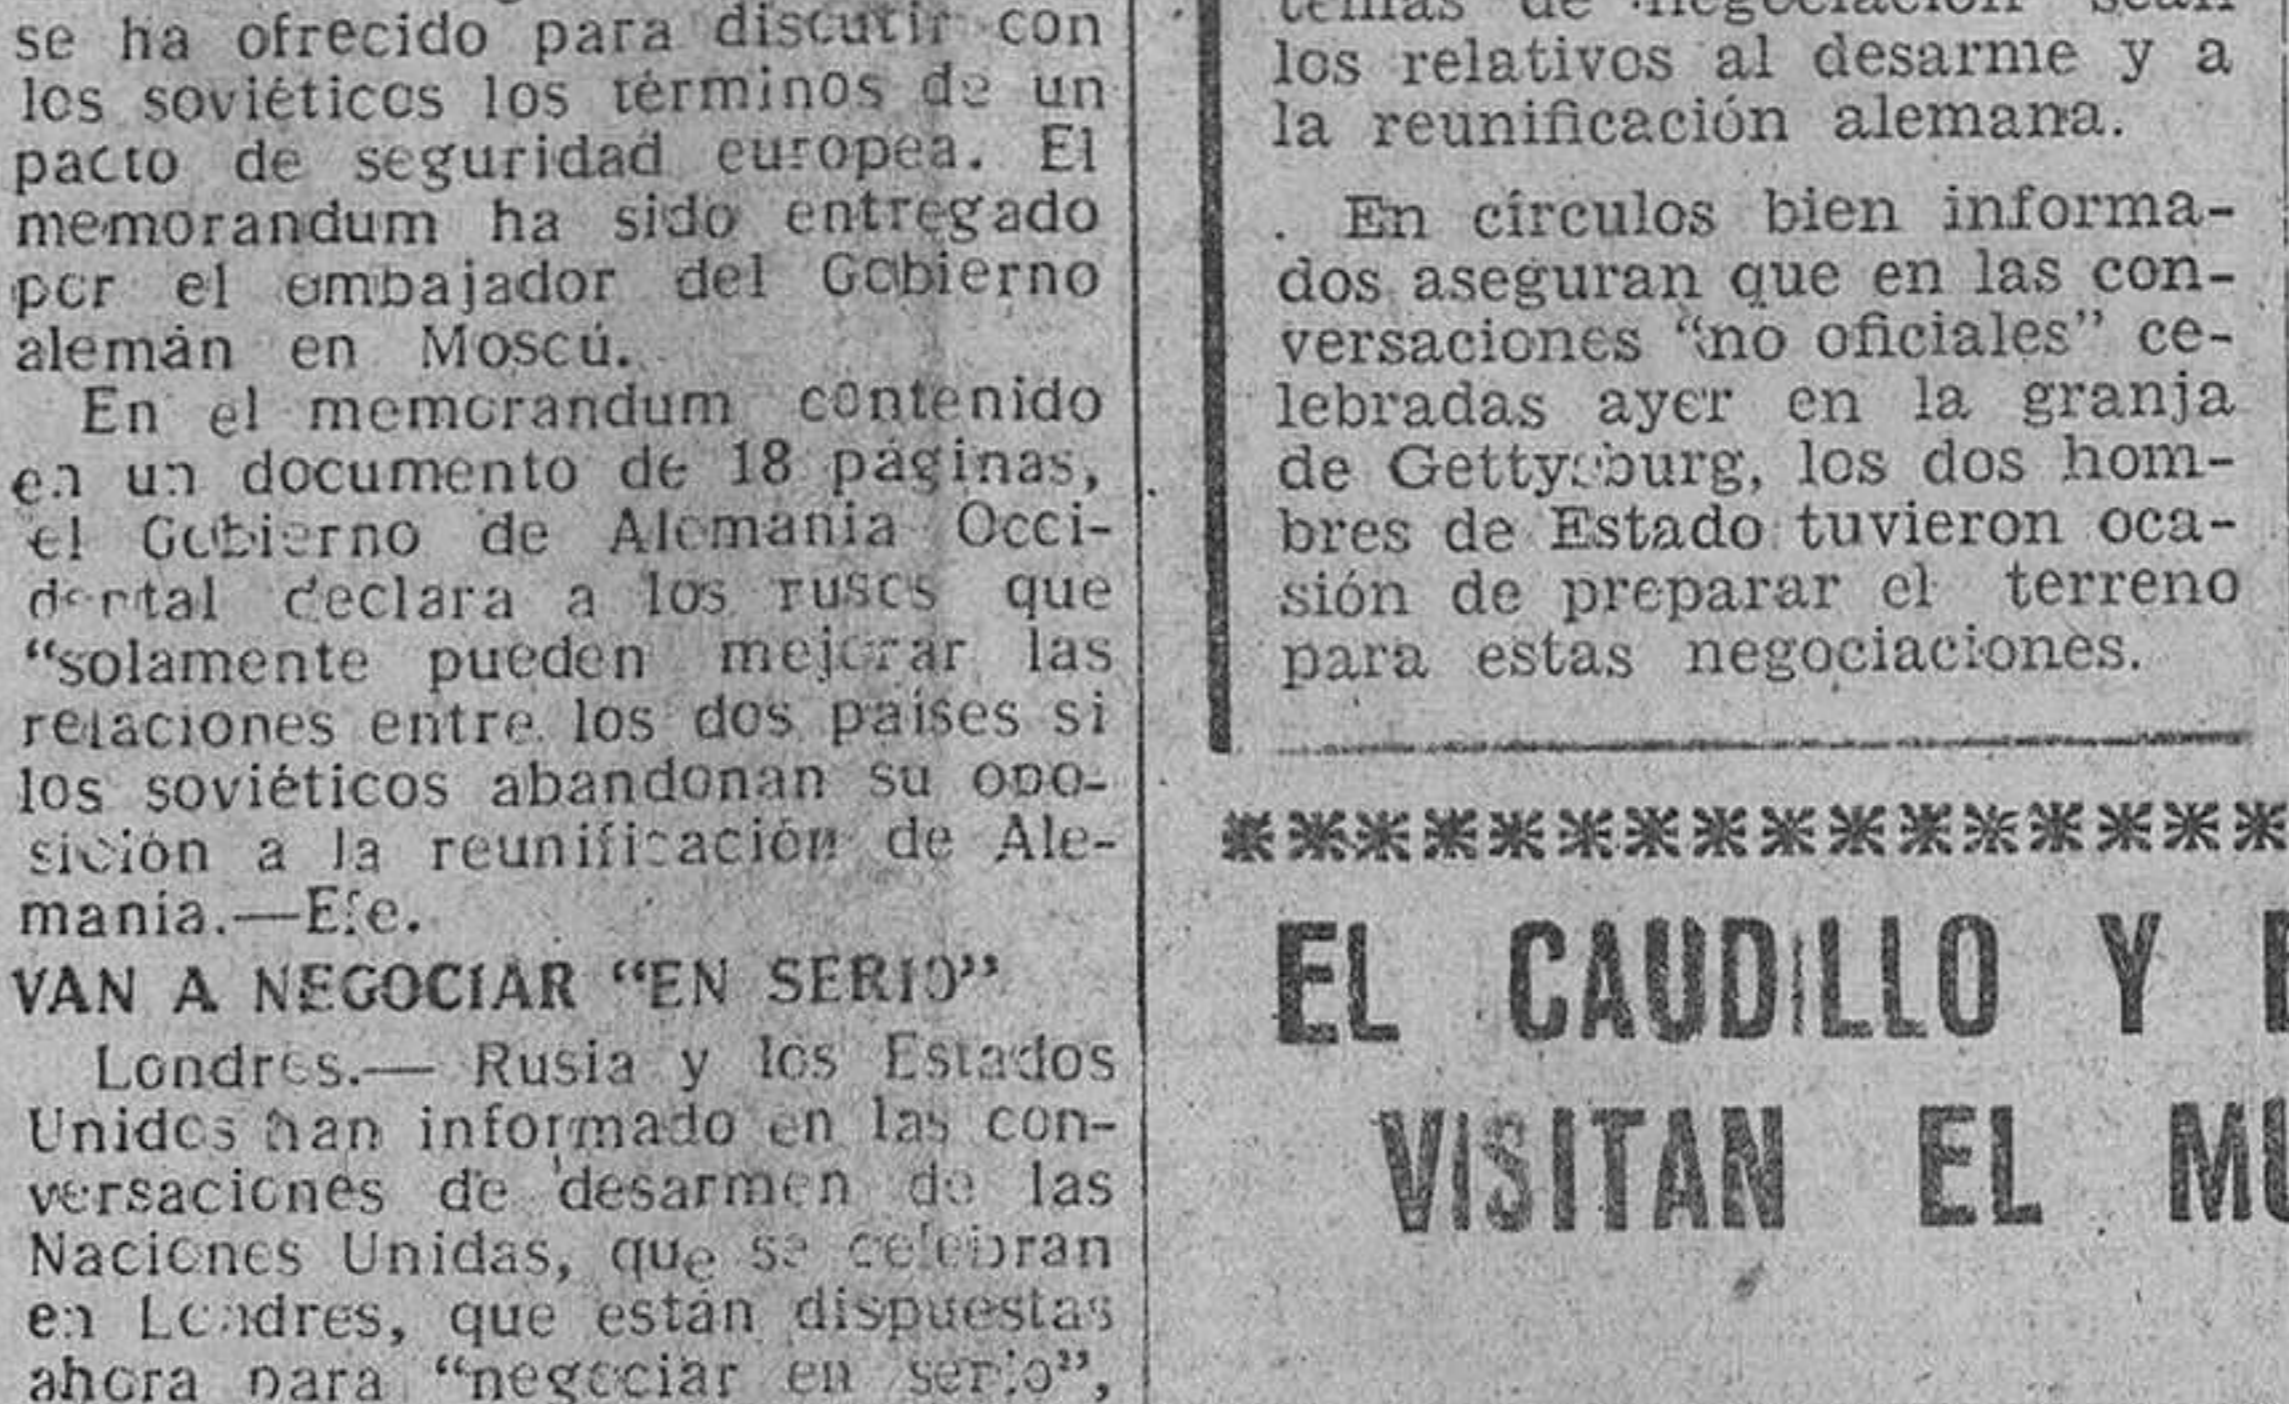 se ha ofrecido para discutir con
los soviéticos los términos de un
pacto de seguridad europea. El
memorandum ha sido entregado
por el embajador del Gobierno
alemán en Moscú.
En el memorandum contenido
en un documento de 18 páginas,
el Gobierno de Alemania Occi-
dental declara a los rusos que
“solamente pueden mejorar las
relaciones entre los dos países si
los soviéticos abandonan su opo-
sición a la reunificación de Ale-
mania.—Efe.
VAN A NEGOCIAR “EN SERIO”
Londres.— Rusia y los Estados
Unidos han informado en las con-
versaciones de desarmen de las
Naciones Unidas, que se celebran
en Londres, que están dispuestas
ahora para “negociar en serio”,
temas de negociación sean
los relativos al desarme y a
la reunificación alemana.
En círculos bien informa-
dos aseguran que en las con-
versaciones “no oficiales” ce-
lebradas ayer en la granja
de Gettysburg, los dos hom-
bres de Estado tuvieron oca-
sión de preparar el terreno
para estas negociaciones.
EL CAUDILLO Y
VISITAN EL MU